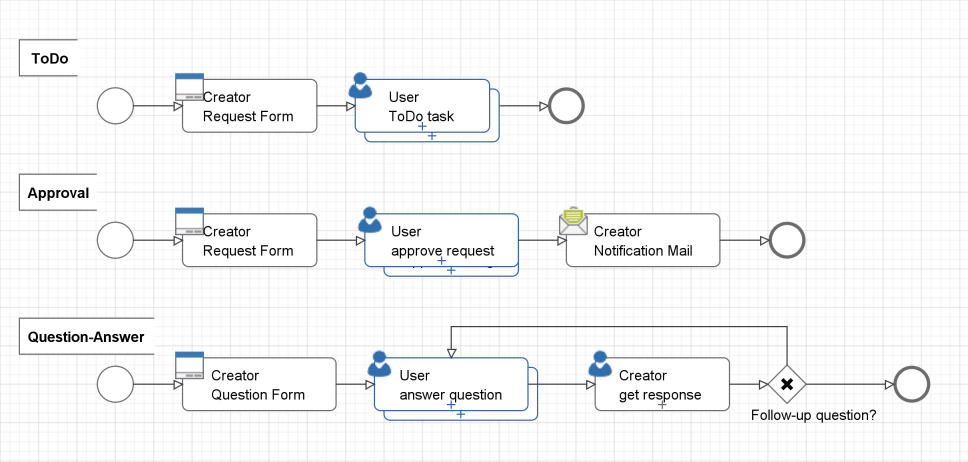 ToDo
Creator
Request Form
User
ToDo task
Approval
Creator
Request Form
User
approve request
Creator
Notification Mail
Question-Answer
Creator
Question Form
User
answer question
Creator
get response
Follow-up question?